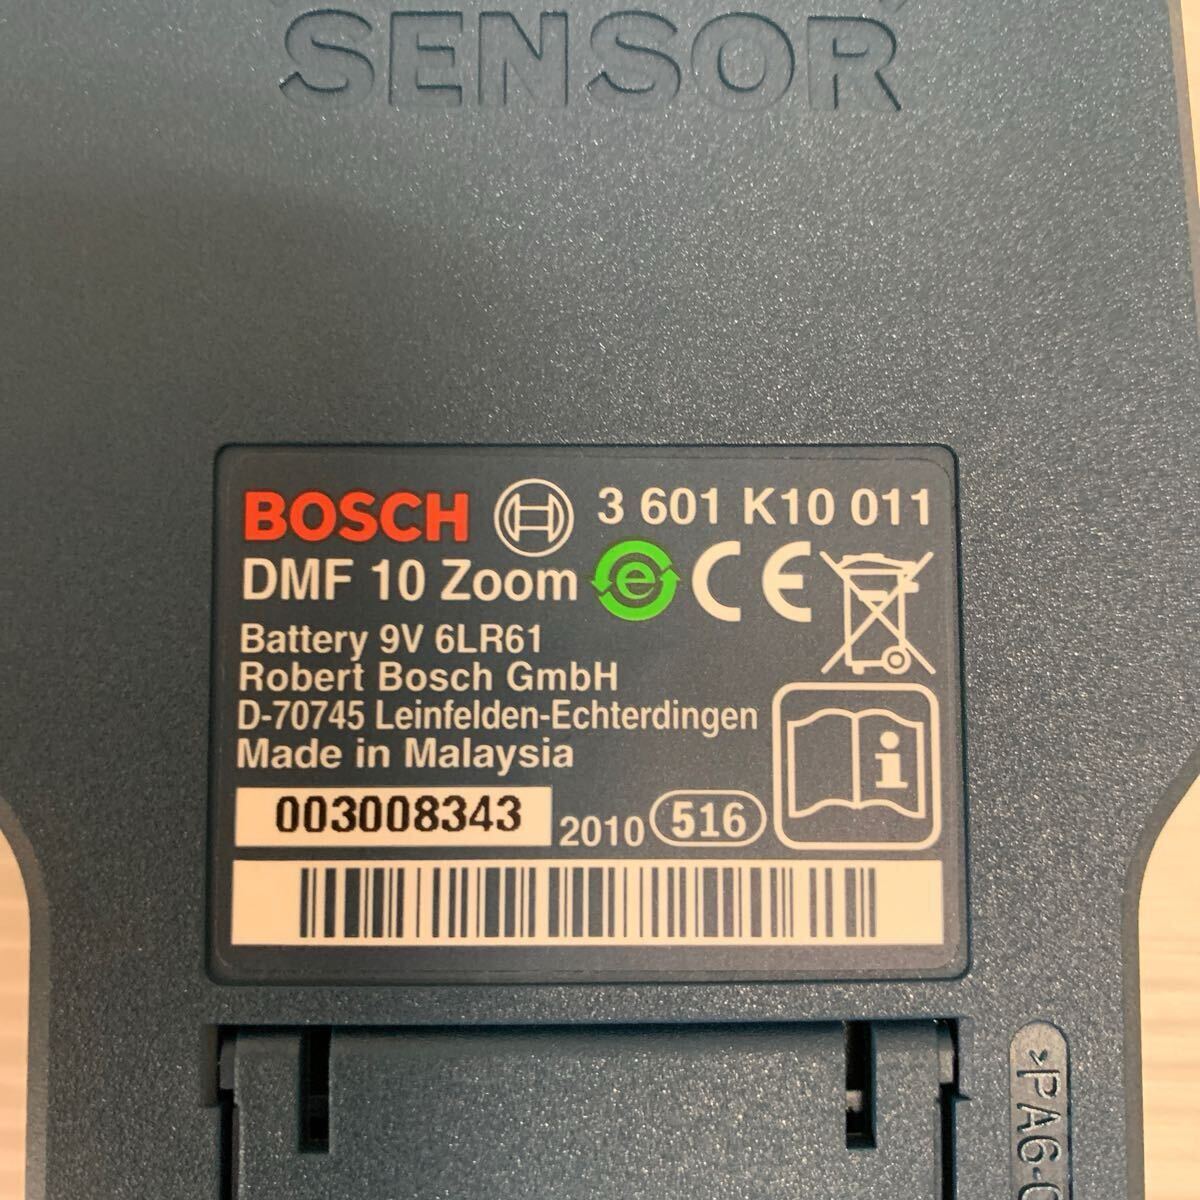 SENSOR
BOSCH 3 601 K10 011
DMF 10 Zoom e CE
Battery 9V 6LR61
Robert Bosch GmbH
D-70745 Leinfelden-Echterdingen
Made in Malaysia
i
003008343 2010 516